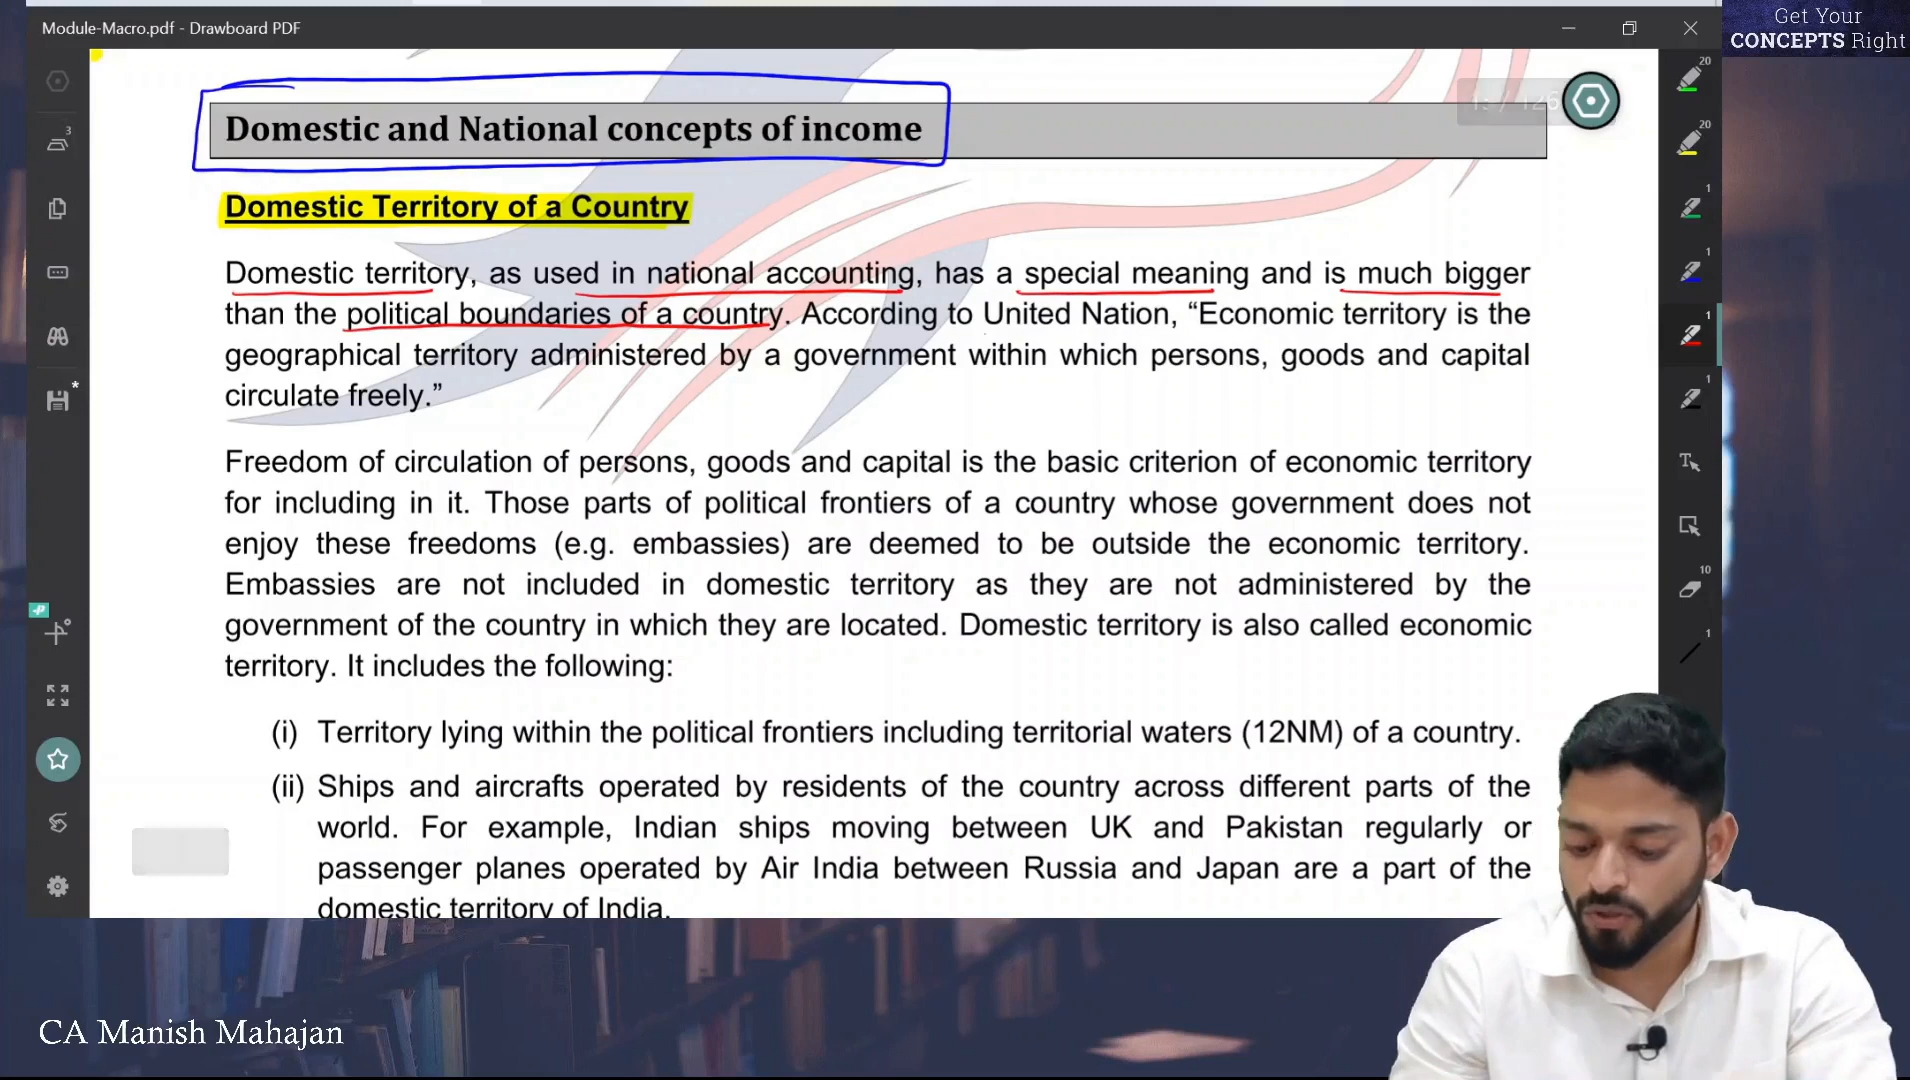 Module-Macro.pdf - Drawboard PDF
Get Your
CONCEPTS Right
Domestic and National concepts of income
Domestic Territory of a Country
Domestic territory, as used in national accounting, has a special meaning and is much bigger
than the political boundaries of a country. According to United Nation, “Economic territory is the
geographical territory administered by a government within which persons, goods and capital
circulate freely.”
Freedom of circulation of persons, goods and capital is the basic criterion of economic territory
for including in it. Those parts of political frontiers of a country whose government does not
enjoy these freedoms (e.g. embassies) are deemed to be outside the economic territory.
Embassies are not included in domestic territory as they are not administered by the
government of the country in which they are located. Domestic territory is also called economic
territory. It includes the following:
(i) Territory lying within the political frontiers including territorial waters (12NM) of a country.
(ii) Ships and aircrafts operated by residents of the country across different parts of the
world. For example, Indian ships moving between UK and Pakistan regularly or
passenger planes operated by Air India between Russia and Japan are a part of the
domestic territory of India.
3
20
20
1
1
1
1
10
1
CA Manish Mahajan